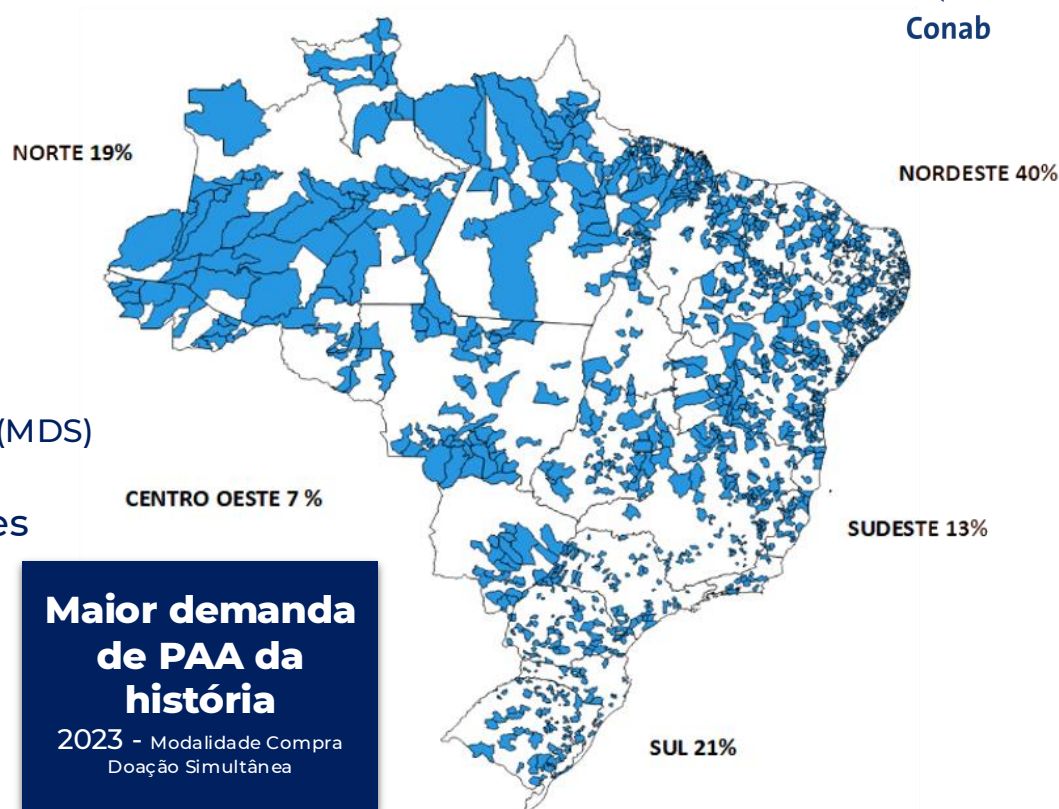 Conab
NORTE 19%
NORDESTE 40%
(MDS)
CENTRO OESTE 7 %
es
SUDESTE 13%
Maior demanda
de PAA da
história
2023 - Modalidade Compra
Doação Simultânea
SUL 21%